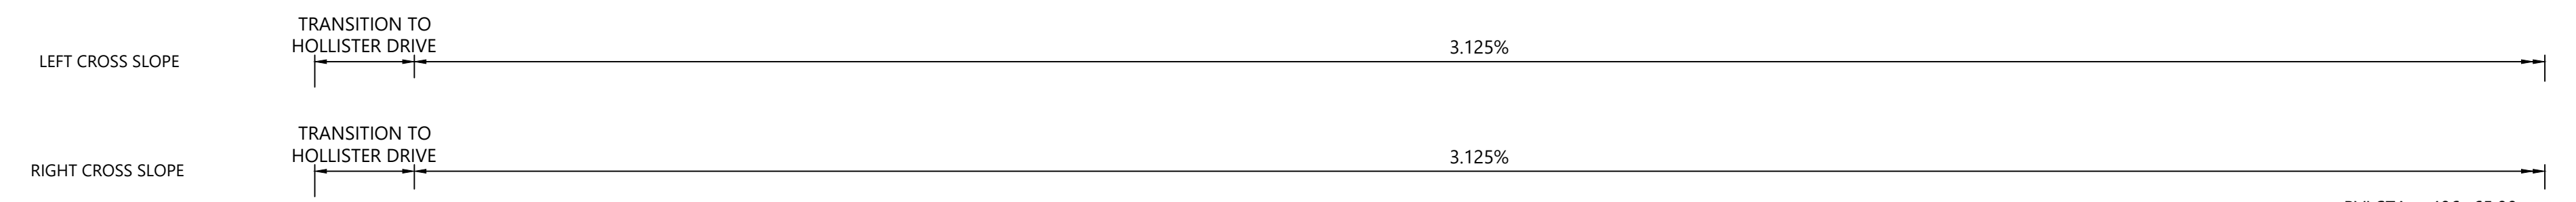 TRANSITION TO
HOLLISTER DRIVE
3.125%
LEFT CROSS SLOPE
TRANSITION TO
HOLLISTER DRIVE
3.125%
RIGHT CROSS SLOPE